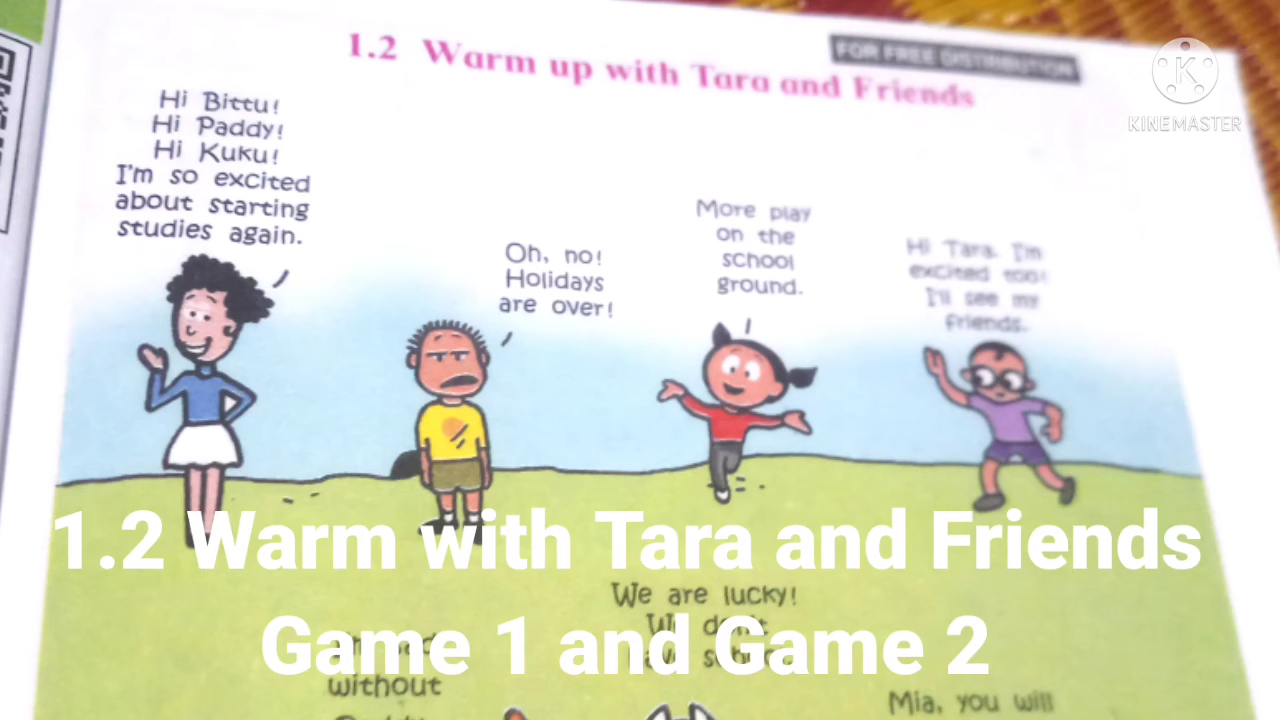 FOR FREE DISTRIBUTION
1.2 Warm up with Tara and Friends
KINEMASTER
Hi Bittu!
Hi Paddy!
Hi Kuku!
I'm so excited
about starting
studies again.
Oh, no!
Holidays
are over!
More play
on the
school
ground.
Hi Tara. I'm
excited too!
I'll see my
friends.
1.2 Warm with Tara and Friends
Game 1 and Game 2
We are lucky!
We don't
without
Mia, you will